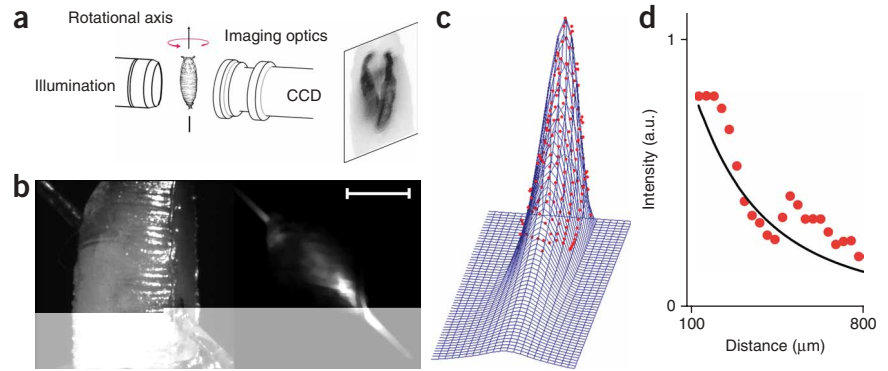 a
Rotational axis
Imaging optics
Illumination
CCD
b
c
d
1
Intensity (a.u.)
0
100
800
Distance (μm)